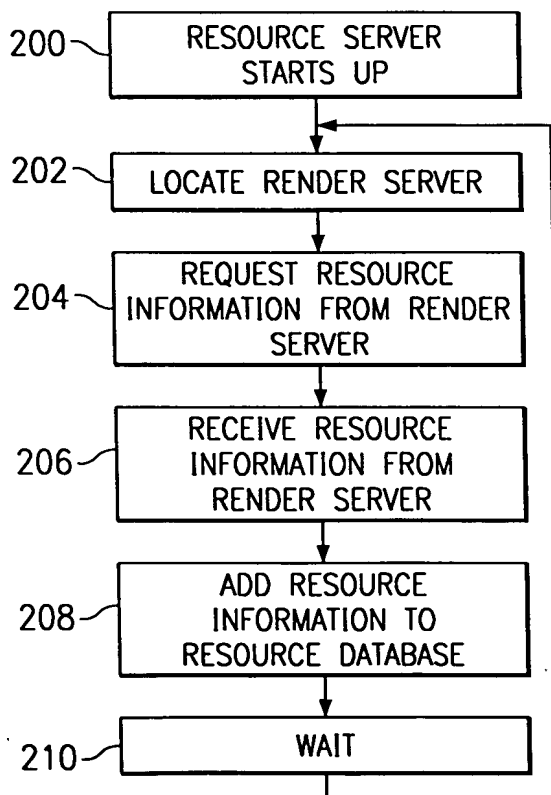 200
RESOURCE SERVER
STARTS UP
202
LOCATE RENDER SERVER
204
REQUEST RESOURCE
INFORMATION FROM RENDER
SERVER
206
RECEIVE RESOURCE
INFORMATION FROM
RENDER SERVER
208
ADD RESOURCE
INFORMATION TO
RESOURCE DATABASE
210
WAIT